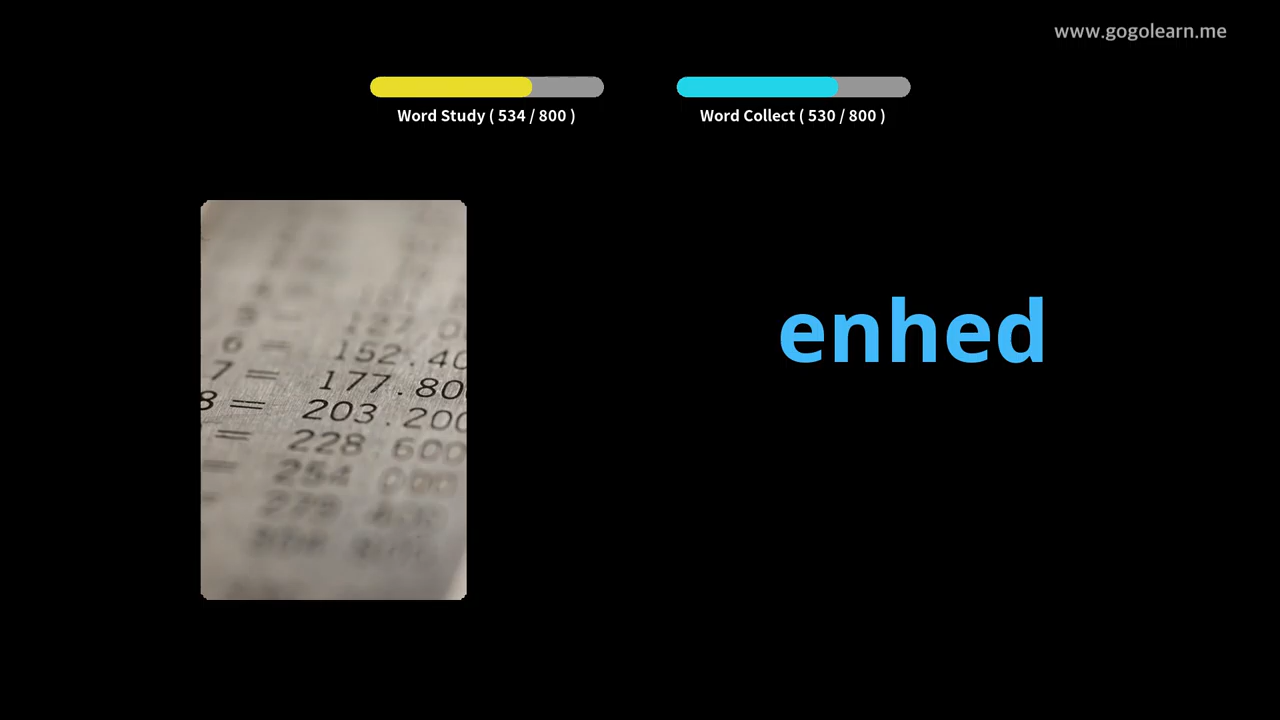 www.gogolearn.me
Word Study ( 534 / 800 )
Word Collect ( 530 / 800 )
enhed
6 = 152.40
7 = 177.80
8 = 203.200
= 228.600
= 254 000